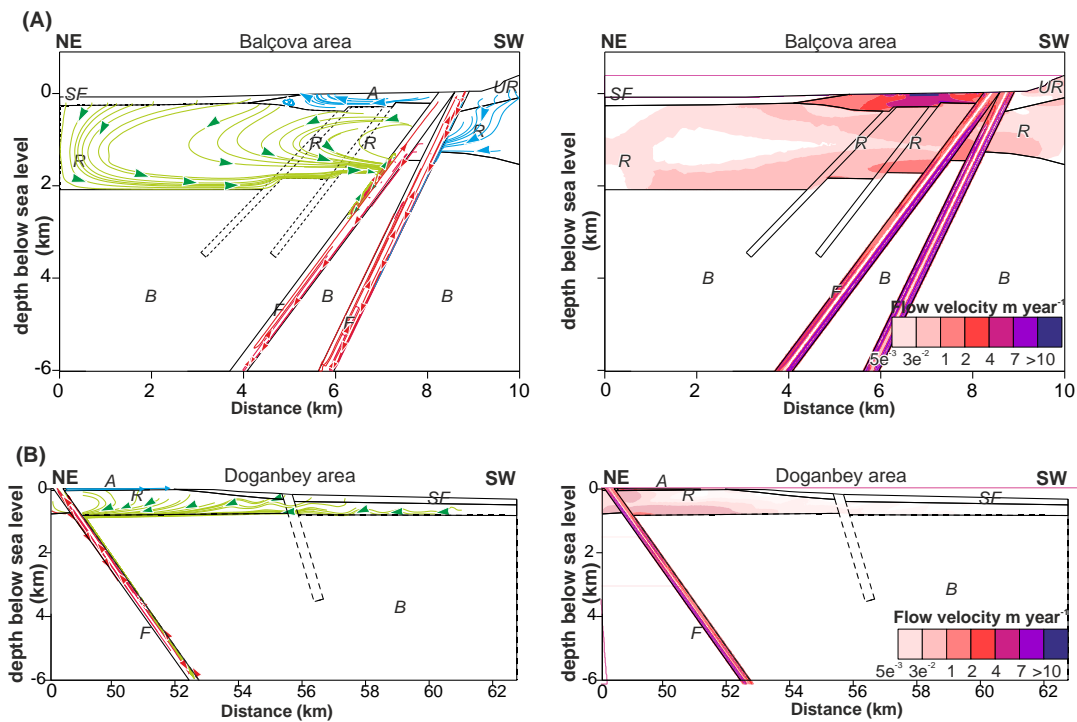 (A)
NE Balçova area SW
SF A UR
R R R R
B B B
F F
0
2
4
-6
depth below sea level
(km)
0 2 4 6 8 10
Distance (km)
NE Balçova area SW
SF UR
R R R R
B B B
F
0
2
4
-6
depth below sea level
(km)
Flow velocity m year⁻¹
5e⁻³ 3e⁻² 1 2 4 7 >10
0 2 4 6 8 10
Distance (km)
(B)
NE Doganbey area SW
A
R SF
B
F
0
2
4
-6
depth below sea level
(km)
0 50 52 54 56 58 60 62
Distance (km)
NE Doganbey area SW
A
R SF
B
F
0
2
4
-6
depth below sea level
(km)
Flow velocity m year⁻¹
5e⁻³ 3e⁻² 1 2 4 7 >10
0 50 52 54 56 58 60 62
Distance (km)